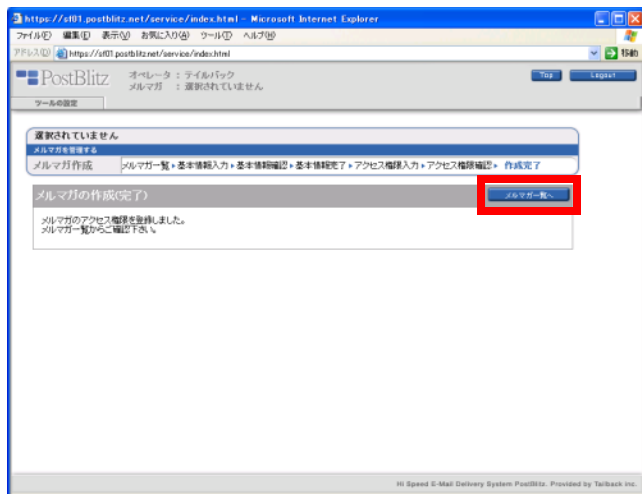 https://sf01.postblitz.net/service/index.html - Microsoft Internet Explorer
ファイル(F) 編集(E) 表示(V) お気に入り(A) ツール(T) ヘルプ(H)
アドレス(D) https://sf01.postblitz.net/service/index.html 移動
PostBlitz オペレータ : テイルバック Top Logout
メルマガ : 選択されていません
ツールの設定
選択されていません
メルマガを管理する
メルマガ作成 メルマガ一覧 ▸ 基本情報入力 ▸ 基本情報確認 ▸ 基本情報完了 ▸ アクセス権限入力 ▸ アクセス権限確認 ▸ 作成完了
メルマガの作成(完了) メルマガ一覧へ
メルマガのアクセス権限を登録しました。
メルマガ一覧からご確認下さい。
Hi Speed E-Mail Delivery System PostBlitz. Provided by Tailback inc.